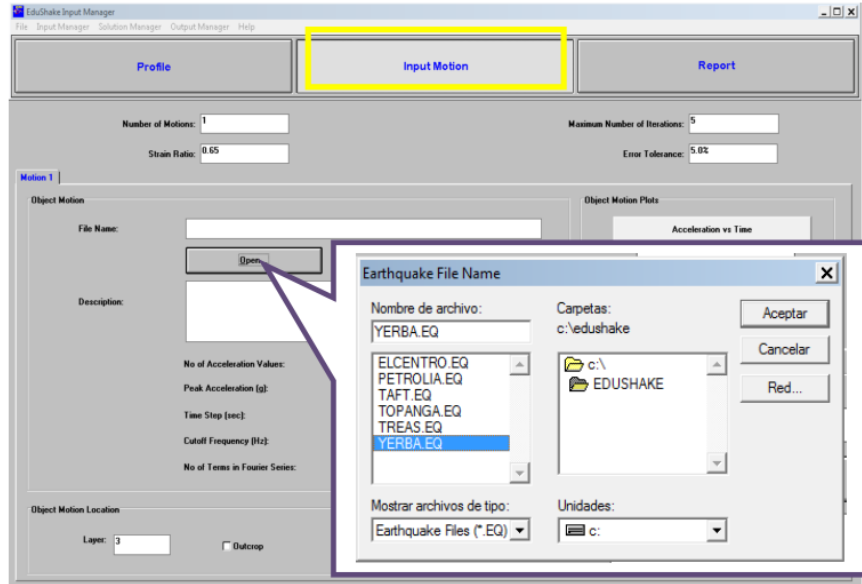 EduShake Input Manager
File Input Manager Solution Manager Output Manager Help
Profile
Input Motion
Report
Number of Motions: 1
Maximum Number of Iterations: 5
Strain Ratio: 0.65
Error Tolerance: 5.0%
Motion 1
Object Motion
Object Motion Plots
File Name:
Acceleration vs Time
Open
Description:
No of Acceleration Values:
Peak Acceleration (g):
Time Step (sec):
Cutoff Frequency (Hz):
No of Terms in Fourier Series:
Object Motion Location
Layer: 3
Outcrop
Earthquake File Name
Nombre de archivo:
YERBA.EQ
ELCENTRO.EQ
PETROLIA.EQ
TAFT.EQ
TOPANGA.EQ
TREAS.EQ
YERBA.EQ
Mostrar archivos de tipo:
Earthquake Files (*.EQ)
Carpetas:
c:\edushake
c:\
EDUSHAKE
Unidades:
c:
Aceptar
Cancelar
Red...